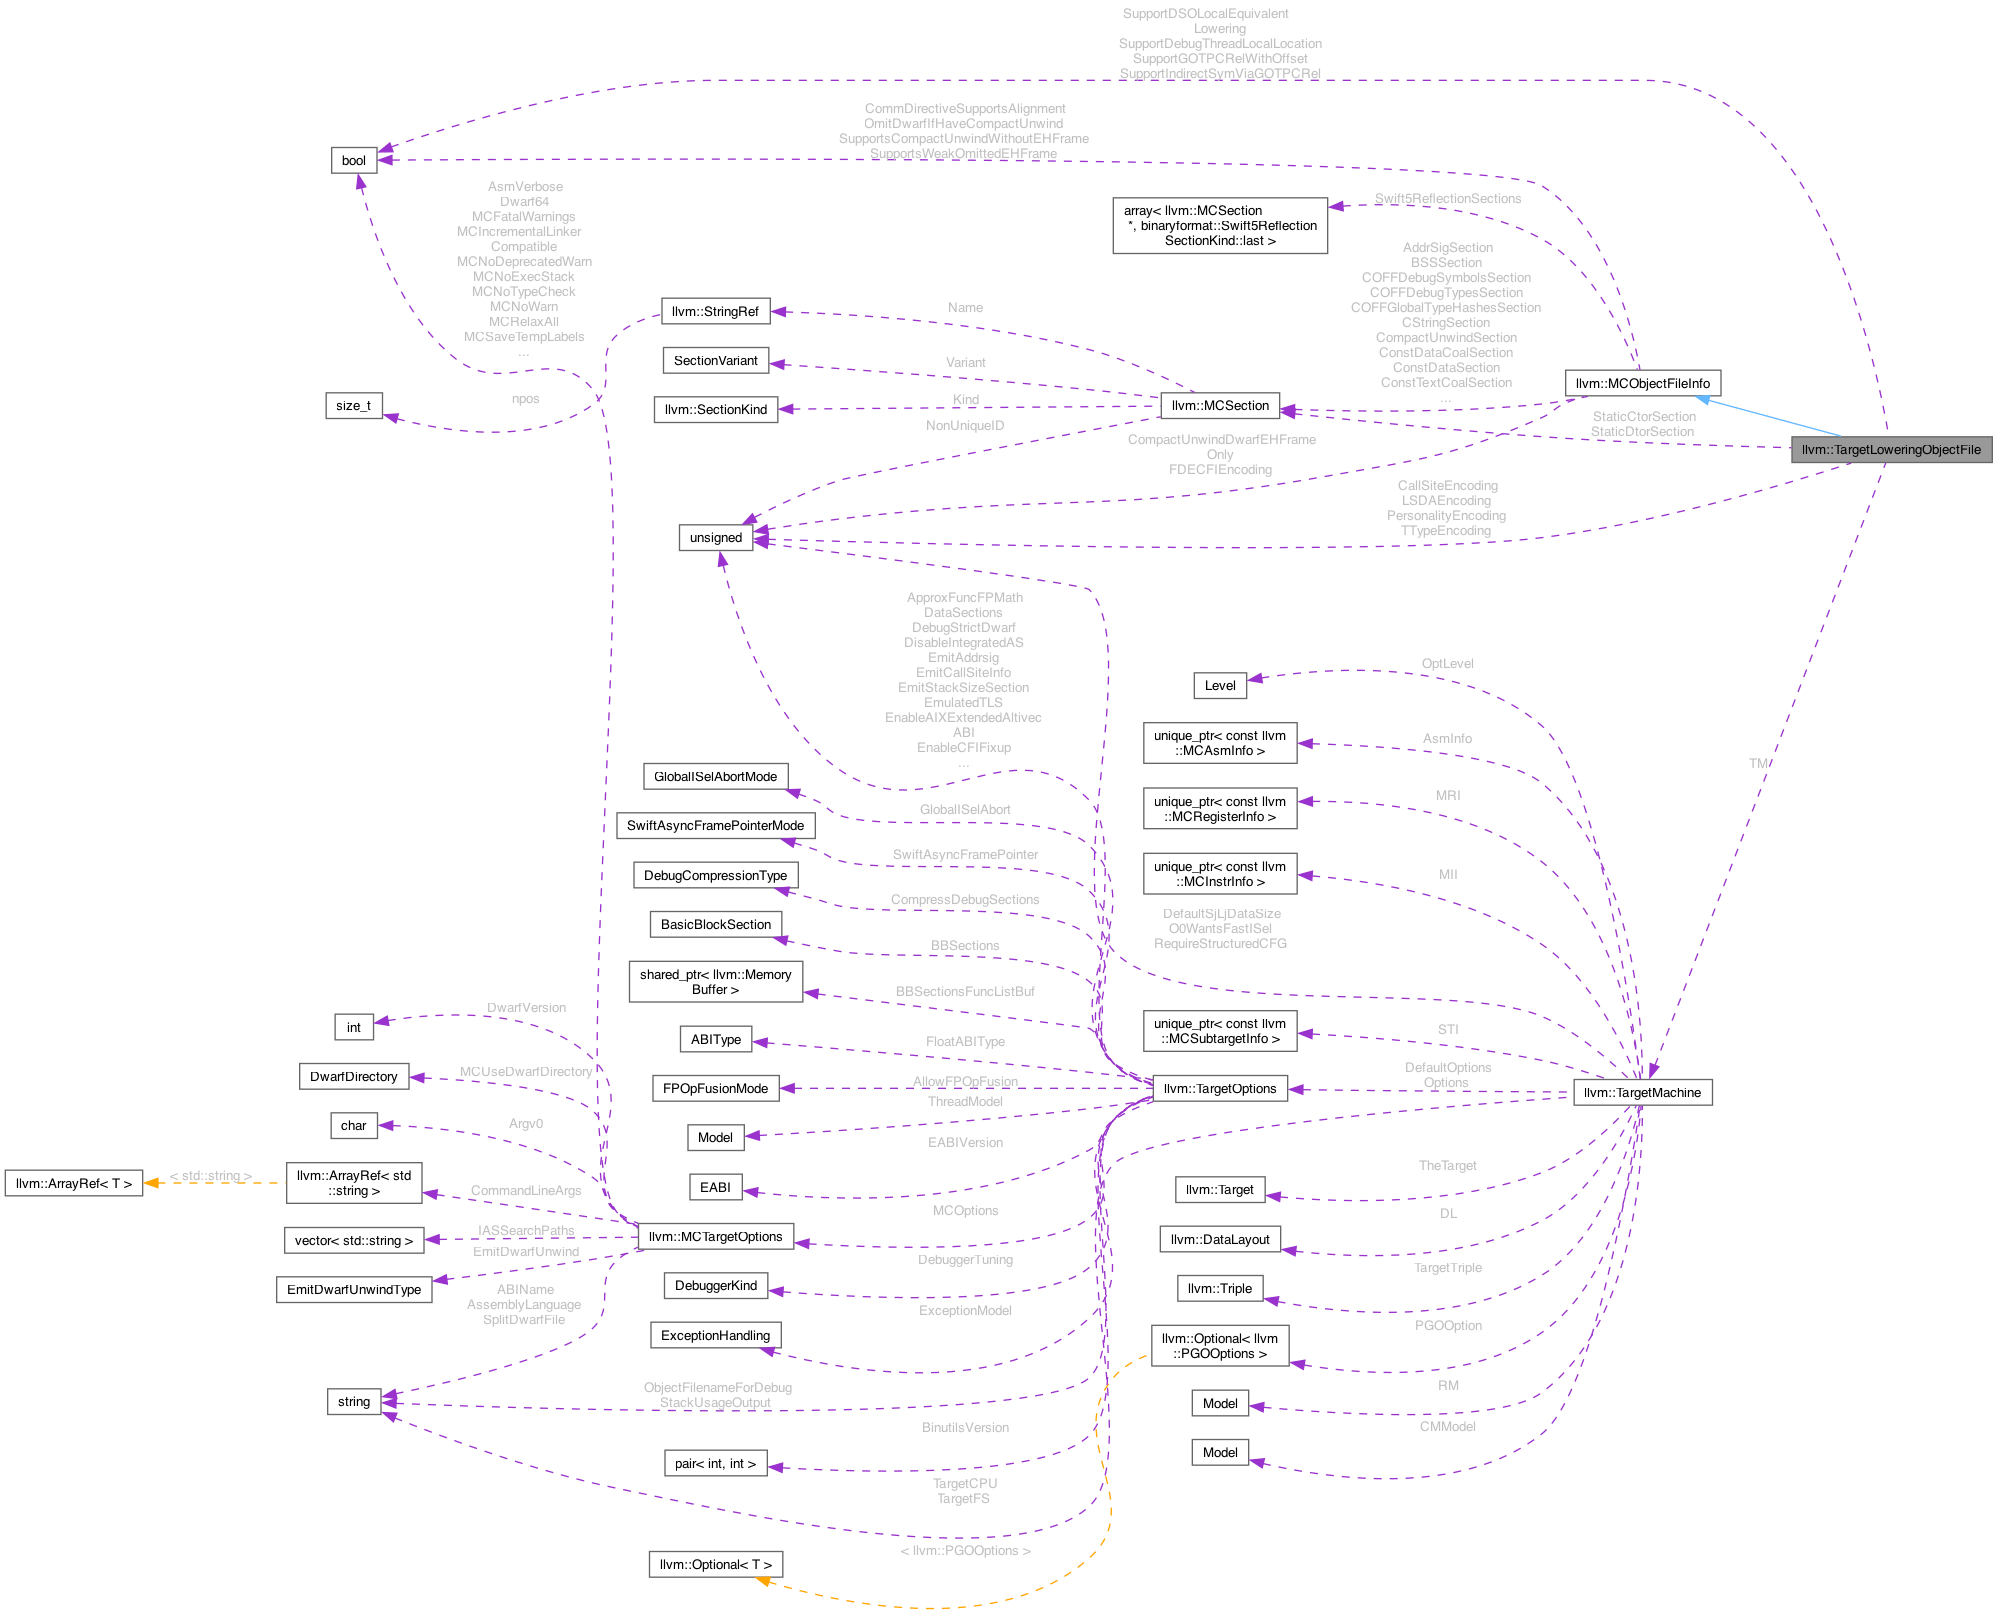 SupportDSOLocalEquivalent
Lowering
SupportDebugThreadLocalLocation
SupportGOTPCRelWithOffset
SupportIndirectSymViaGOTPCRel
CommDirectiveSupportsAlignment
OmitDwarfIfHaveCompactUnwind
SupportsCompactUnwindWithoutEHFrame
SupportsWeakOmittedEHFrame
bool
AsmVerbose
Dwarf64
MCFatalWarnings
MCIncrementalLinker
Compatible
MCNoDeprecatedWarn
MCNoExecStack
MCNoTypeCheck
MCNoWarn
MCRelaxAll
MCSaveTempLabels
...
array< llvm::MCSection
*, binaryformat::Swift5Reflection
SectionKind::last >
Swift5ReflectionSections
AddrSigSection
BSSSection
COFFDebugSymbolsSection
COFFDebugTypesSection
COFFGlobalTypeHashesSection
CStringSection
CompactUnwindSection
ConstDataCoalSection
ConstDataSection
ConstTextCoalSection
...
llvm::StringRef
Name
SectionVariant
Variant
llvm::SectionKind
Kind
NonUniqueID
size_t
npos
llvm::MCSection
llvm::MCObjectFileInfo
StaticCtorSection
StaticDtorSection
llvm::TargetLoweringObjectFile
CompactUnwindDwarfEHFrame
Only
FDECFIEncoding
CallSiteEncoding
LSDAEncoding
PersonalityEncoding
TTypeEncoding
unsigned
ApproxFuncFPMath
DataSections
DebugStrictDwarf
DisableIntegratedAS
EmitAddrsig
EmitCallSiteInfo
EmitStackSizeSection
EmulatedTLS
EnableAIXExtendedAltivec
ABI
EnableCFIFixup
...
Level
OptLevel
unique_ptr< const llvm
::MCAsmInfo >
AsmInfo
TM
unique_ptr< const llvm
::MCRegisterInfo >
MRI
unique_ptr< const llvm
::MCInstrInfo >
MII
GlobalISelAbortMode
GlobalISelAbort
SwiftAsyncFramePointerMode
SwiftAsyncFramePointer
DebugCompressionType
CompressDebugSections
BasicBlockSection
BBSections
DefaultSjLjDataSize
O0WantsFastISel
RequireStructuredCFG
shared_ptr< llvm::Memory
Buffer >
BBSectionsFuncListBuf
unique_ptr< const llvm
::MCSubtargetInfo >
STI
int
DwarfVersion
ABIType
FloatABIType
DwarfDirectory
MCUseDwarfDirectory
FPOpFusionMode
AllowFPOpFusion
llvm::TargetOptions
DefaultOptions
Options
llvm::TargetMachine
char
Argv0
Model
ThreadModel
EABI
EABIVersion
llvm::ArrayRef< T >
< std::string >
llvm::ArrayRef< std
::string >
CommandLineArgs
vector< std::string >
IASSearchPaths
EmitDwarfUnwindType
EmitDwarfUnwind
llvm::MCTargetOptions
MCOptions
llvm::Target
TheTarget
llvm::DataLayout
DL
DebuggerKind
DebuggerTuning
llvm::Triple
TargetTriple
ABIName
AssemblyLanguage
SplitDwarfFile
ExceptionHandling
ExceptionModel
llvm::Optional< llvm
::PGOOptions >
PGOOption
string
ObjectFilenameForDebug
StackUsageOutput
Model
RM
pair< int, int >
BinutilsVersion
Model
CMModel
TargetCPU
TargetFS
llvm::Optional< T >
< llvm::PGOOptions >